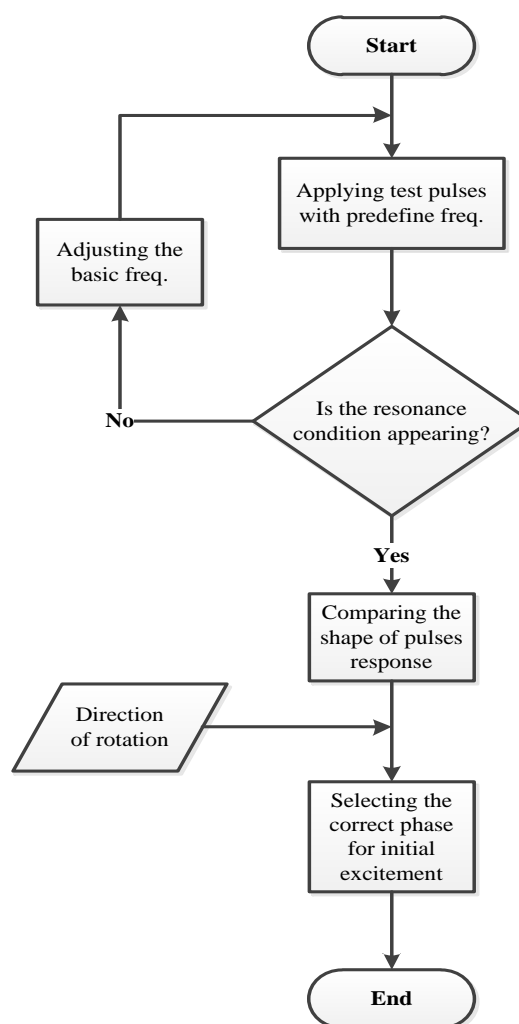 Start
Applying test pulses
with predefine freq.
Adjusting the
basic freq.
Is the resonance
condition appearing?
No
Yes
Comparing the
shape of pulses
response
Direction
of rotation
Selecting the
correct phase
for initial
excitement
End